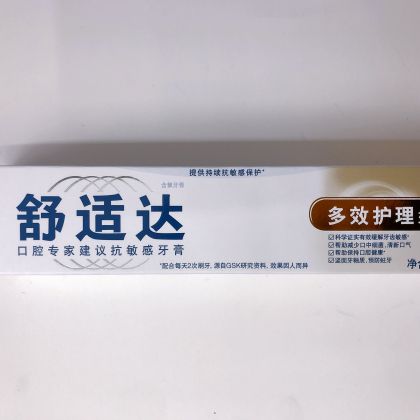 提供持续抗敏感保护*
含氟牙膏
舒适达
口腔专家建议抗敏感牙膏
*配合每天2次刷牙, 源自GSK研究资料, 效果因人而异
多效护理
科学证实有效缓解牙齿敏感*
帮助减少口中细菌, 清新口气
帮助保持口腔健康*
坚固牙釉质, 预防蛀牙
净